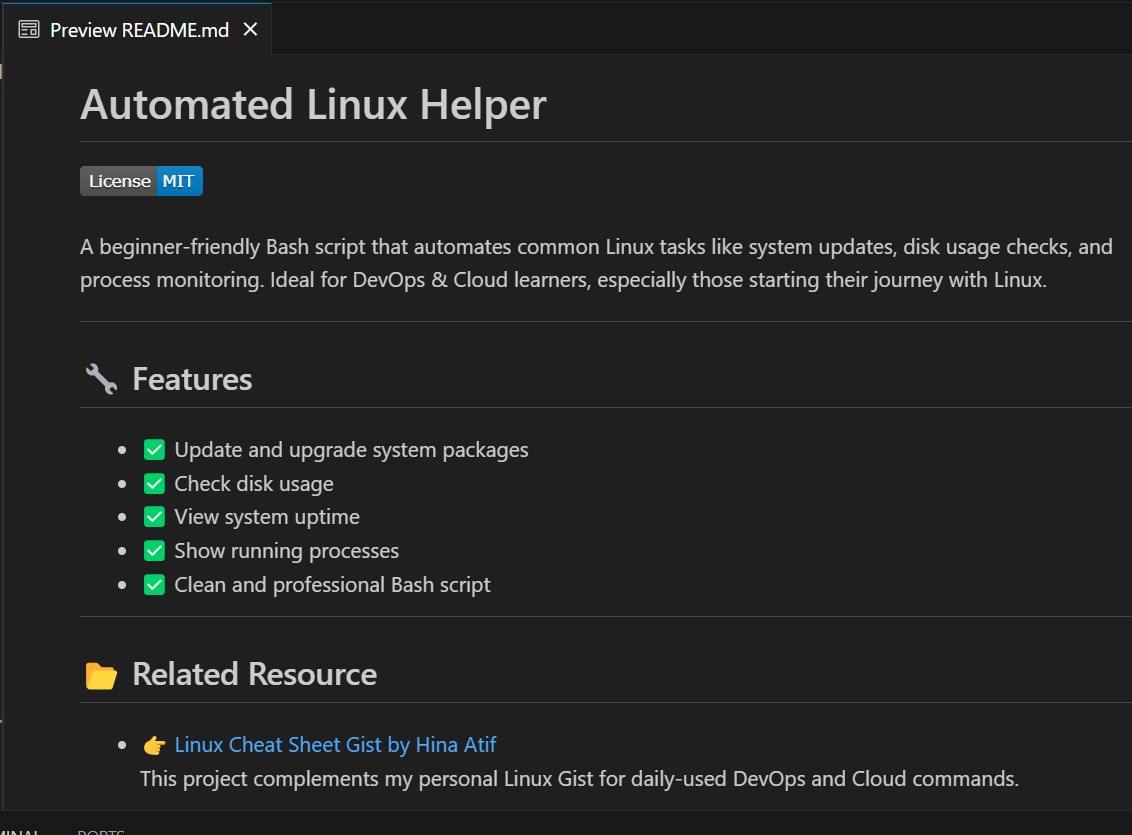 Preview README.md
Automated Linux Helper
License MIT
A beginner-friendly Bash script that automates common Linux tasks like system updates, disk usage checks, and
process monitoring. Ideal for DevOps & Cloud learners, especially those starting their journey with Linux.
Features
Update and upgrade system packages
Check disk usage
View system uptime
Show running processes
Clean and professional Bash script
Related Resource
Linux Cheat Sheet Gist by Hina Atif
This project complements my personal Linux Gist for daily-used DevOps and Cloud commands.
PORTS